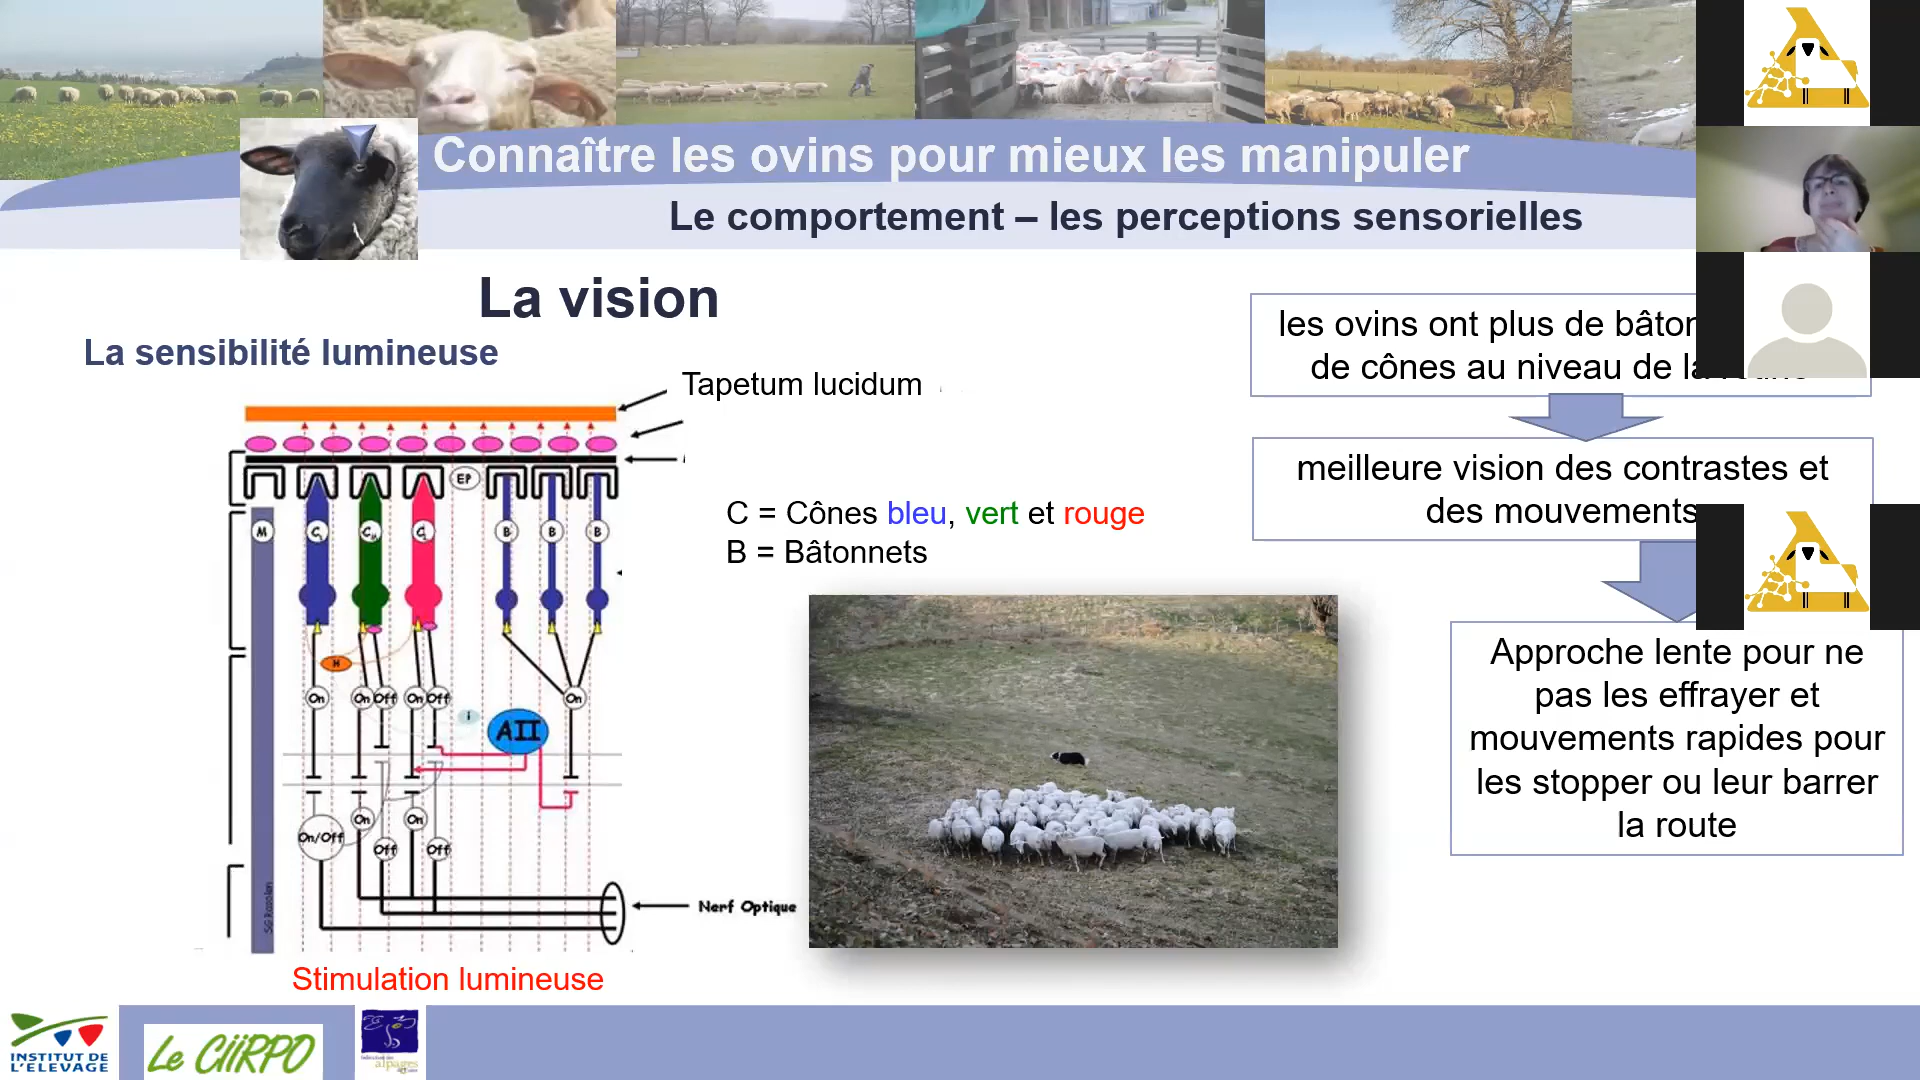 Connaître les ovins pour mieux les manipuler
Le comportement – les perceptions sensorielles
La vision
La sensibilité lumineuse
Tapetum lucidum
EP
M
C
C
C
B
B
B
C = Cônes bleu, vert et rouge
B = Bâtonnets
H
On
On Off
On Off
On
i
AII
On
On
On/Off
Off
Off
Nerf Optique
Stimulation lumineuse
les ovins ont plus de
de cônes au niveau de
meilleure vision des contrastes et
des mouvements
Approche lente pour ne
pas les effrayer et
mouvements rapides pour
les stopper ou leur barrer
la route
INSTITUT DE
L'ELEVAGE
Le CIIRPO
alpages